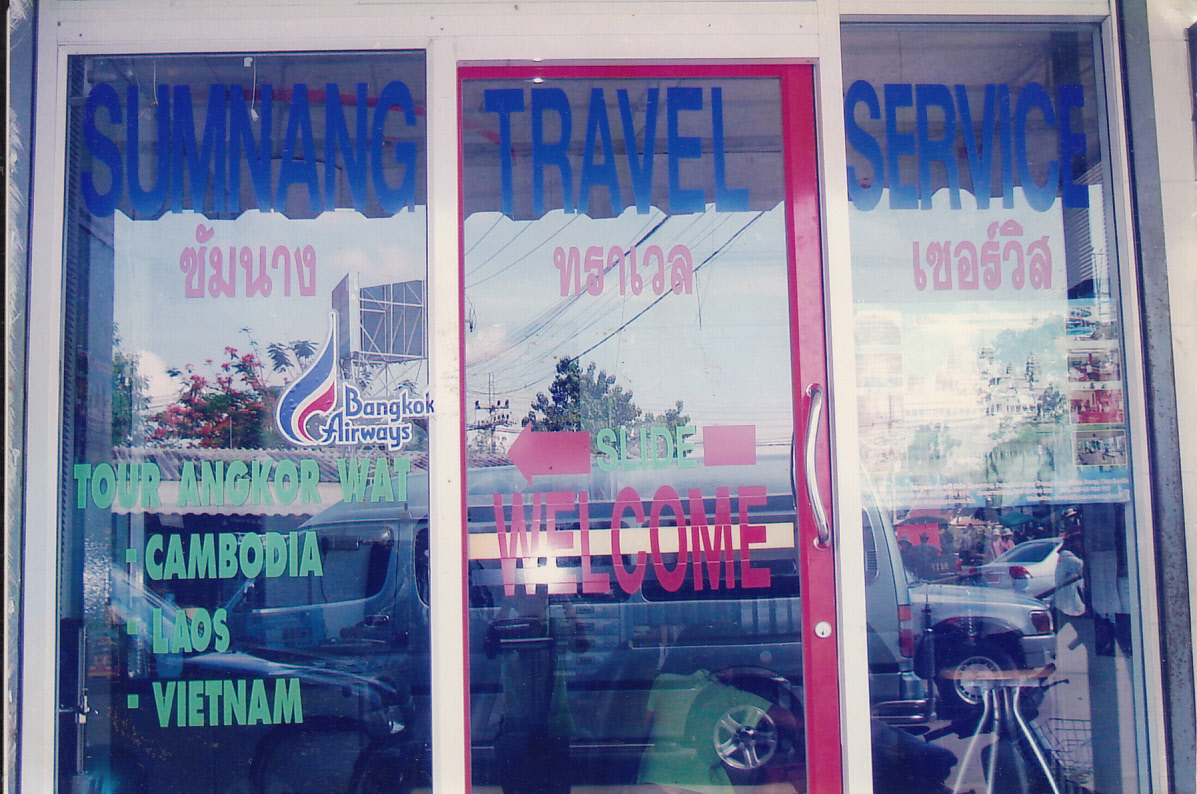 SUMNANG TRAVEL SERVICE
ซัมนาง ทราเวล เซอร์วิส
Bangkok
Airways
SLIDE
TOUR ANGKOR WAT
WELCOME
▪ CAMBODIA
▪ LAOS
▪ VIETNAM